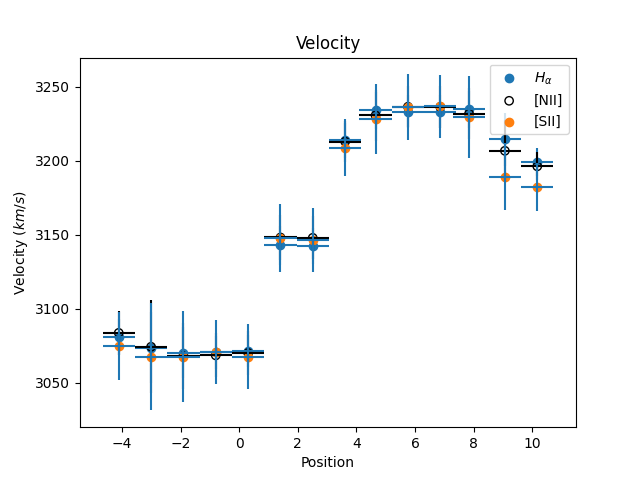 Velocity
3250
3200
3150
3100
3050
Velocity (km/s)
−4 −2 0 2 4 6 8 10
Position
Hα
[NII]
[SII]